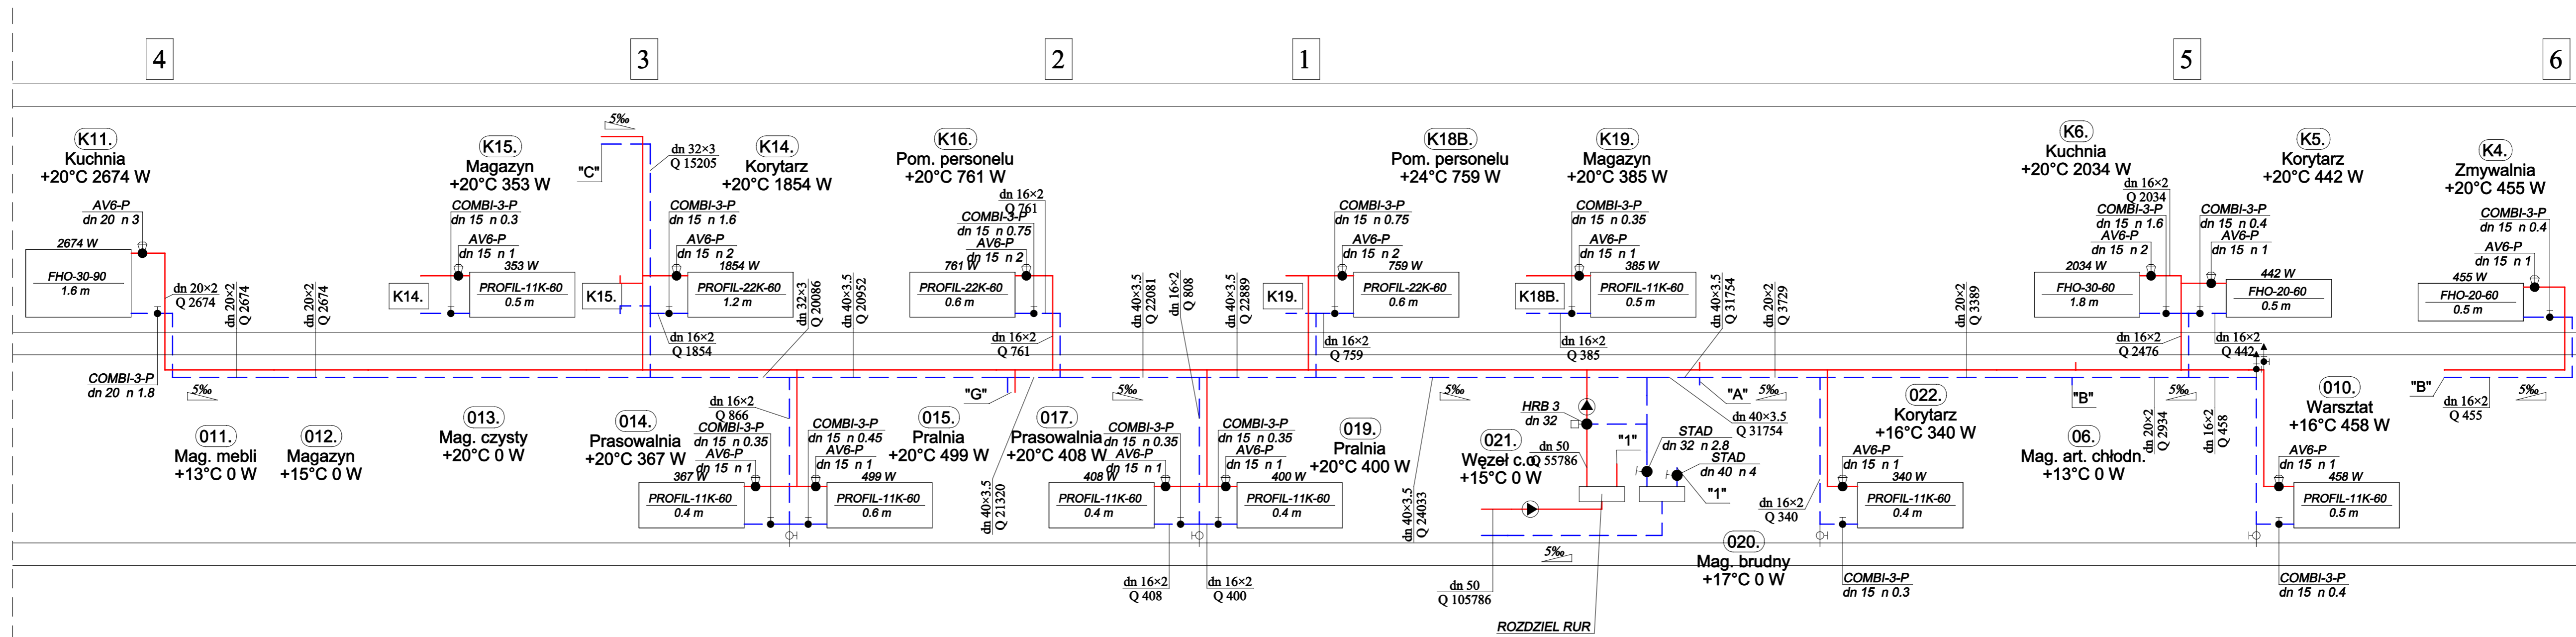 4
3
2
1
5
6
K11.
Kuchnia
+20°C 2674 W
AV6-P
dn 20 n 3
2674 W
FHO-30-90
1.6 m
dn 20×2
Q 2674
COMBI-3-P
dn 20 n 1.8
5‰
dn 20×2
Q 2674
dn 20×2
Q 2674
K15.
Magazyn
+20°C 353 W
COMBI-3-P
dn 15 n 0.3
AV6-P
dn 15 n 1
353 W
PROFIL-11K-60
0.5 m
K14.
5‰
"C"
dn 32×3
Q 15205
K14.
Korytarz
+20°C 1854 W
COMBI-3-P
dn 15 n 1.6
AV6-P
dn 15 n 2
1854 W
PROFIL-22K-60
1.2 m
K15.
dn 16×2
Q 1854
dn 32×3
Q 20086
dn 40×3.5
Q 20952
K16.
Pom. personelu
+20°C 761 W
dn 16×2
Q 761
COMBI-3-P
dn 15 n 0.75
AV6-P
dn 15 n 2
761 W
PROFIL-22K-60
0.6 m
dn 16×2
Q 761
dn 40×3.5
Q 22081
dn 16×2
Q 808
dn 40×3.5
Q 22889
K18B.
Pom. personelu
+24°C 759 W
COMBI-3-P
dn 15 n 0.75
AV6-P
dn 15 n 2
759 W
PROFIL-22K-60
0.6 m
K19.
dn 16×2
Q 759
K19.
Magazyn
+20°C 385 W
COMBI-3-P
dn 15 n 0.35
AV6-P
dn 15 n 1
385 W
PROFIL-11K-60
0.5 m
K18B.
dn 16×2
Q 385
dn 40×3.5
Q 31754
dn 20×2
Q 3729
dn 20×2
Q 3389
K6.
Kuchnia
+20°C 2034 W
dn 16×2
Q 2034
COMBI-3-P
dn 15 n 1.6
AV6-P
dn 15 n 2
2034 W
FHO-30-60
1.8 m
dn 16×2
Q 2476
K5.
Korytarz
+20°C 442 W
COMBI-3-P
dn 15 n 0.4
AV6-P
dn 15 n 1
442 W
FHO-20-60
0.5 m
dn 16×2
Q 442
K4.
Zmywalnia
+20°C 455 W
COMBI-3-P
dn 15 n 0.4
AV6-P
dn 15 n 1
455 W
FHO-20-60
0.5 m
"B"
dn 16×2
Q 455
5‰
011.
Mag. mebli
+13°C 0 W
012.
Magazyn
+15°C 0 W
013.
Mag. czysty
+20°C 0 W
014.
Prasowalnia
+20°C 367 W
dn 16×2
Q 866
COMBI-3-P
dn 15 n 0.35
AV6-P
dn 15 n 1
367 W
PROFIL-11K-60
0.4 m
COMBI-3-P
dn 15 n 0.45
AV6-P
dn 15 n 1
499 W
PROFIL-11K-60
0.6 m
015.
Pralnia
+20°C 499 W
"G"
dn 40×3.5
Q 21320
017.
Prasowalnia
+20°C 408 W
5‰
COMBI-3-P
dn 15 n 0.35
AV6-P
dn 15 n 1
408 W
PROFIL-11K-60
0.4 m
dn 16×2
Q 408
COMBI-3-P
dn 15 n 0.35
AV6-P
dn 15 n 1
400 W
PROFIL-11K-60
0.4 m
dn 16×2
Q 400
019.
Pralnia
+20°C 400 W
dn 40×3.5
Q 24033
5‰
021.
Węzeł c.o.
+15°C 0 W
HRB 3
dn 32
dn 50
Q 55786
"1"
STAD
dn 32 n 2.8
STAD
dn 40 n 4
"1"
5‰
dn 50
Q 105786
ROZDZIEL RUR
"A"
5‰
dn 40×3.5
Q 31754
020.
Mag. brudny
+17°C 0 W
dn 16×2
Q 340
022.
Korytarz
+16°C 340 W
AV6-P
dn 15 n 1
340 W
PROFIL-11K-60
0.4 m
COMBI-3-P
dn 15 n 0.3
"B"
06.
Mag. art. chłodn.
+13°C 0 W
5‰
dn 20×2
Q 2934
dn 16×2
Q 458
010.
Warsztat
+16°C 458 W
AV6-P
dn 15 n 1
458 W
PROFIL-11K-60
0.5 m
COMBI-3-P
dn 15 n 0.4